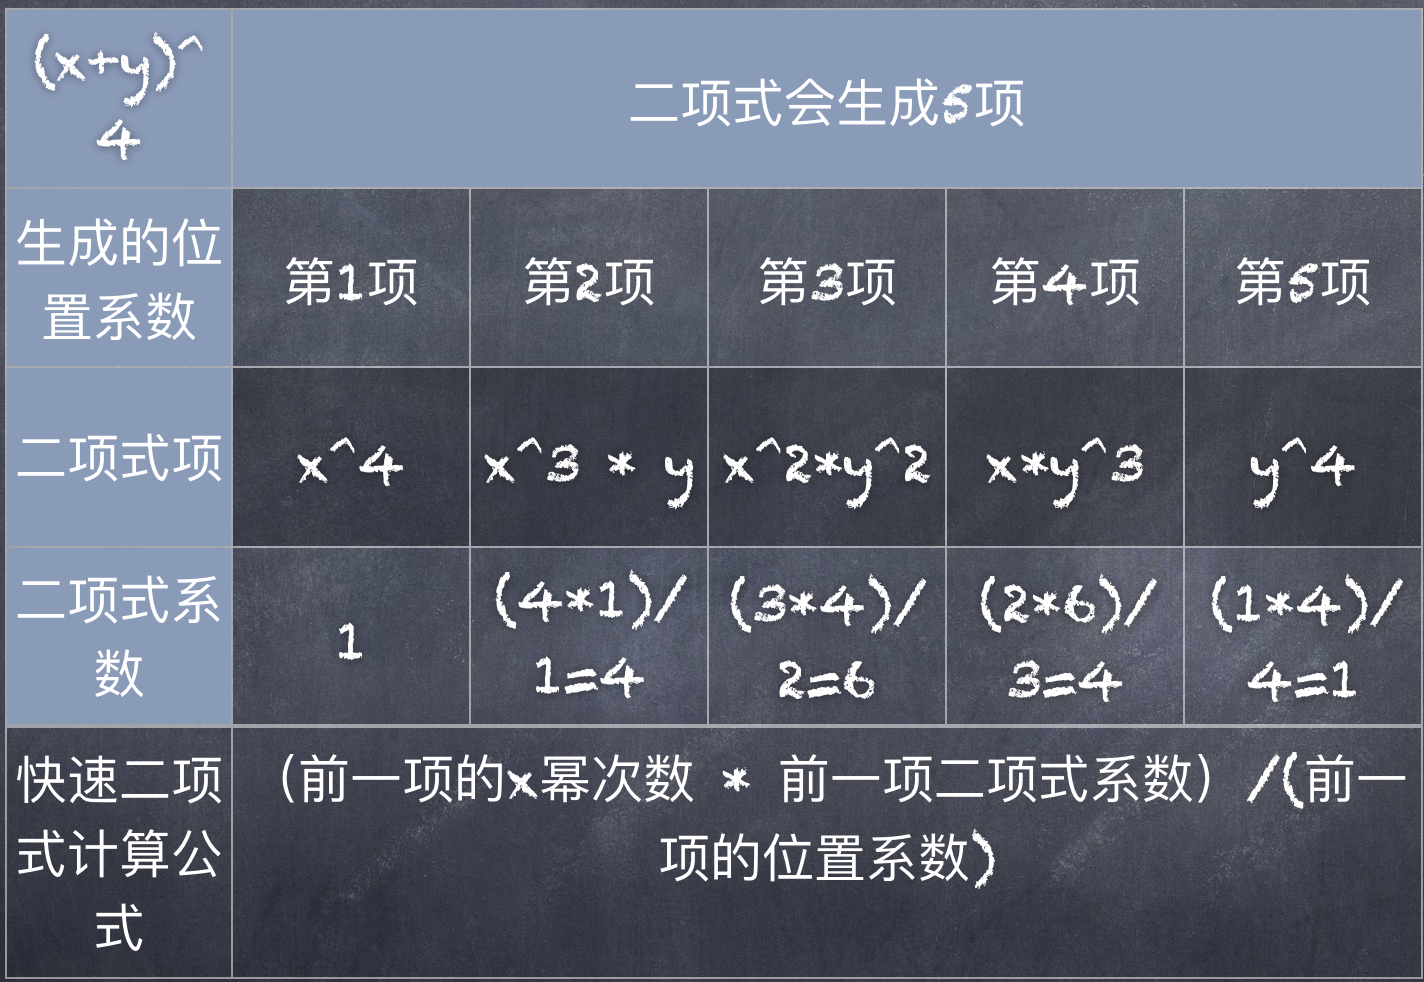 (x+y)^
4
二项式会生成5项
生成的位
置系数
第1项
第2项
第3项
第4项
第5项
二项式项
x^4
x^3 * y
x^2*y^2
x*y^3
y^4
二项式系
数
1
(4*1)/
1=4
(3*4)/
2=6
(2*6)/
3=4
(1*4)/
4=1
快速二项
式计算公
式
（前一项的x幂次数 * 前一项二项式系数）/(前一
项的位置系数)